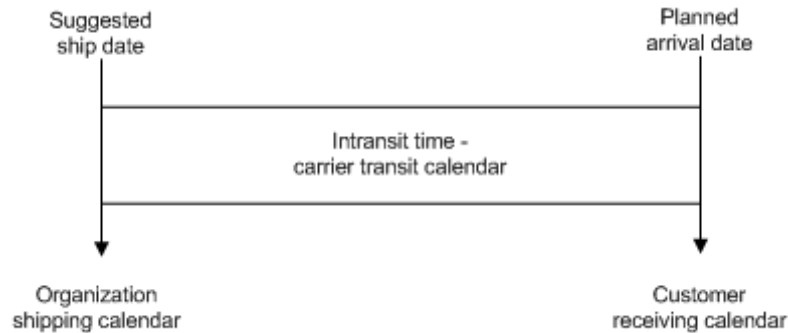 Suggested
ship date
Planned
arrival date
Intransit time -
carrier transit calendar
Organization
shipping calendar
Customer
receiving calendar